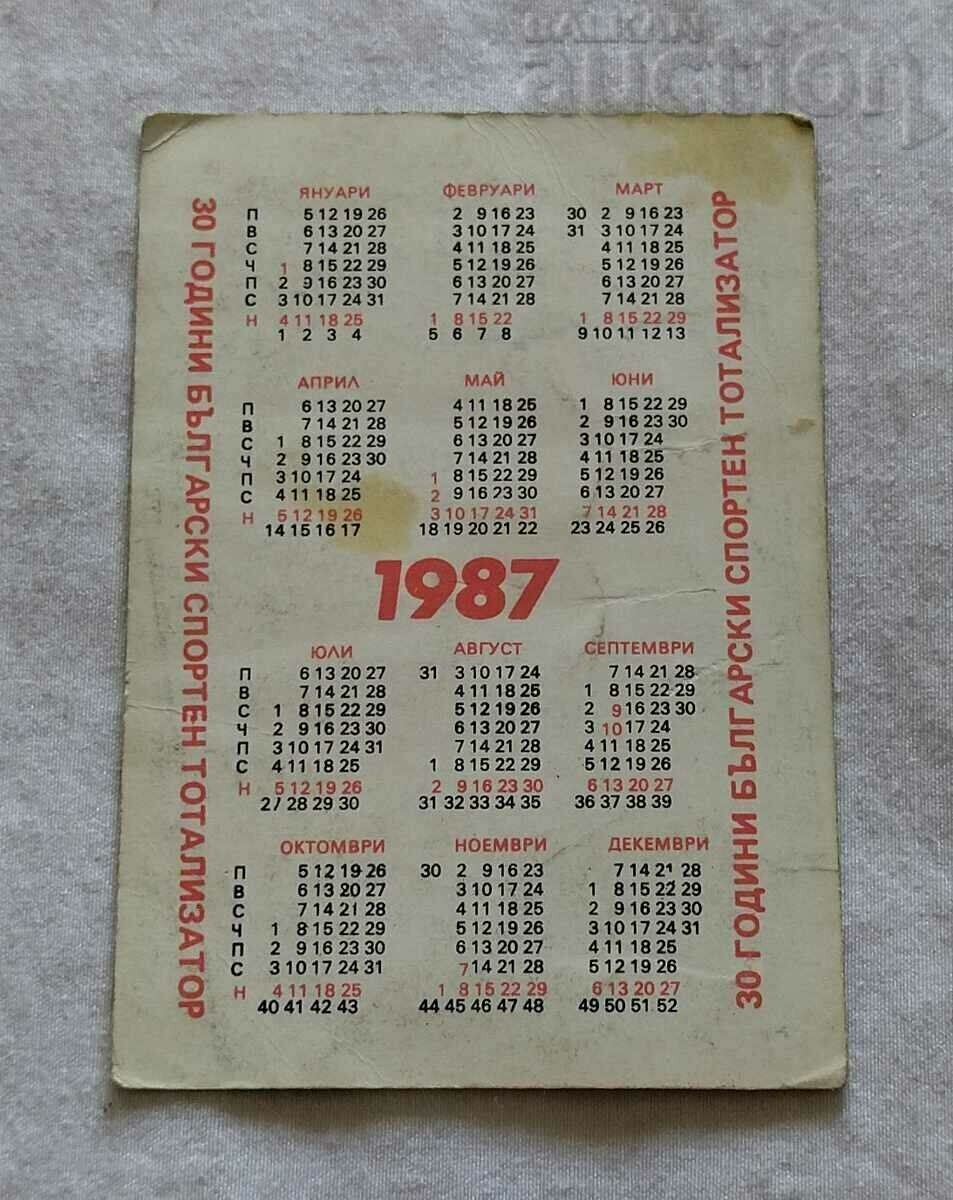 30 ГОДИНИ БЪЛГАРСКИ СПОРТЕН ТОТАЛИЗАТОР
ЯНУАРИ ФЕВРУАРИ МАРТ
П 5 12 19 26 2 9 16 23 30 2 9 16 23
В 6 13 20 27 3 10 17 24 31 3 10 17 24
С 7 14 21 28 4 11 18 25 4 11 18 25
Ч 1 8 15 22 29 5 12 19 26 5 12 19 26
П 2 9 16 23 30 6 13 20 27 6 13 20 27
С 3 10 17 24 31 7 14 21 28 7 14 21 28
Н 4 11 18 25 1 8 15 22 1 8 15 22 29
1 2 3 4 5 6 7 8 9 10 11 12 13
АПРИЛ МАЙ ЮНИ
П 6 13 20 27 4 11 18 25 1 8 15 22 29
В 7 14 21 28 5 12 19 26 2 9 16 23 30
С 1 8 15 22 29 6 13 20 27 3 10 17 24
Ч 2 9 16 23 30 7 14 21 28 4 11 18 25
П 3 10 17 24 1 8 15 22 29 5 12 19 26
С 4 11 18 25 2 9 16 23 30 6 13 20 27
Н 5 12 19 26 3 10 17 24 31 7 14 21 28
14 15 16 17 18 19 20 21 22 23 24 25 26
1987
ЮЛИ АВГУСТ СЕПТЕМВРИ
П 6 13 20 27 31 3 10 17 24 7 14 21 28
В 7 14 21 28 4 11 18 25 1 8 15 22 29
С 1 8 15 22 29 5 12 19 26 2 9 16 23 30
Ч 2 9 16 23 30 6 13 20 27 3 10 17 24
П 3 10 17 24 31 7 14 21 28 4 11 18 25
С 4 11 18 25 1 8 15 22 29 5 12 19 26
Н 5 12 19 26 2 9 16 23 30 6 13 20 27
27 28 29 30 31 32 33 34 35 36 37 38 39
ОКТОМВРИ НОЕМВРИ ДЕКЕМВРИ
П 5 12 19 26 30 2 9 16 23 7 14 21 28
В 6 13 20 27 3 10 17 24 1 8 15 22 29
С 7 14 21 28 4 11 18 25 2 9 16 23 30
Ч 1 8 15 22 29 5 12 19 26 3 10 17 24 31
П 2 9 16 23 30 6 13 20 27 4 11 18 25
С 3 10 17 24 31 7 14 21 28 5 12 19 26
Н 4 11 18 25 1 8 15 22 29 6 13 20 27
40 41 42 43 44 45 46 47 48 49 50 51 52
30 ГОДИНИ БЪЛГАРСКИ СПОРТЕН ТОТАЛИЗАТОР